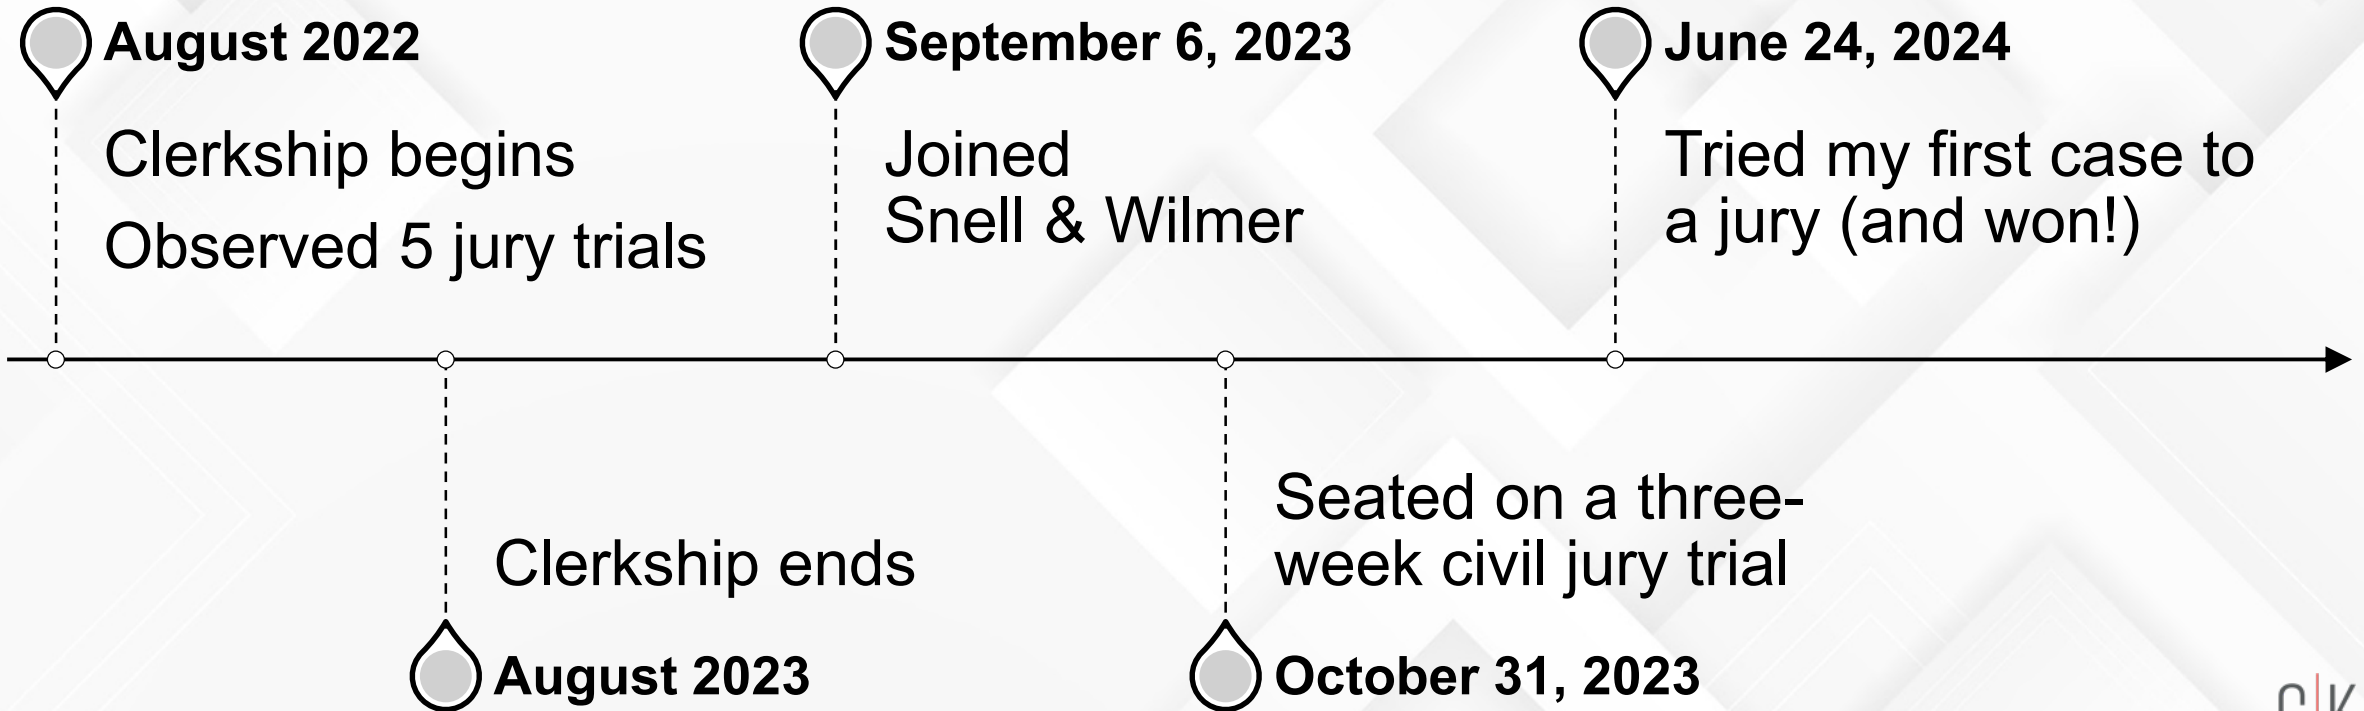 August 2022
Clerkship begins
Observed 5 jury trials
August 2023
Clerkship ends
September 6, 2023
Joined
Snell & Wilmer
October 31, 2023
Seated on a three-
week civil jury trial
June 24, 2024
Tried my first case to
a jury (and won!)